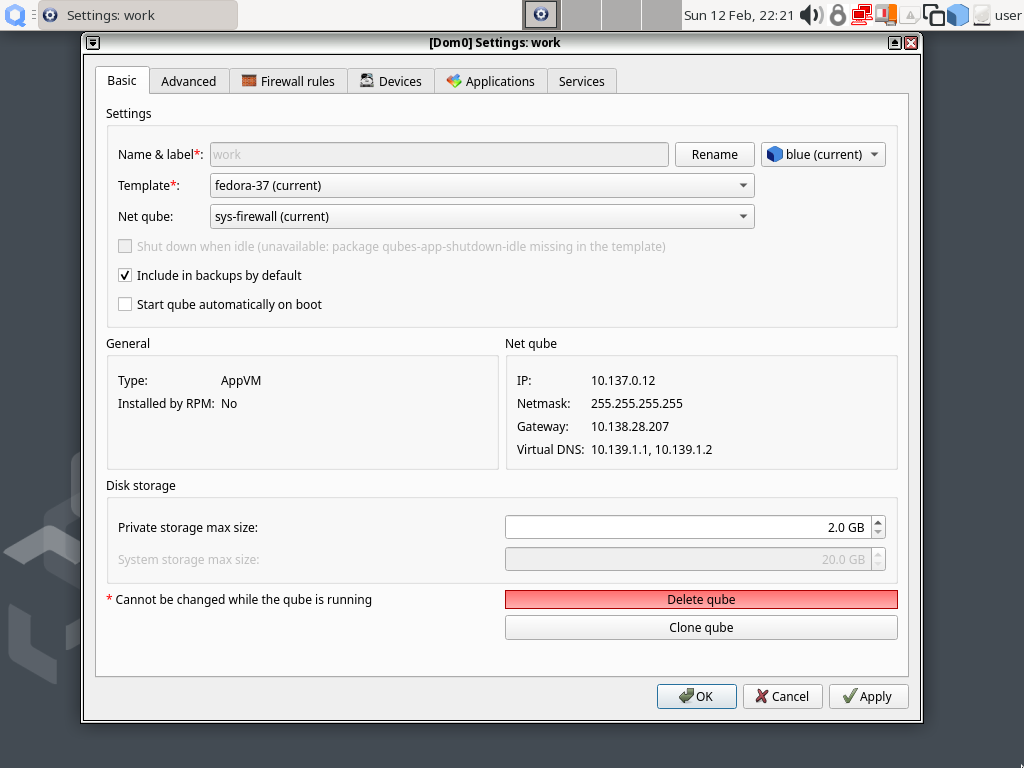 Settings: work
Sun 12 Feb, 22:21
user
[Dom0] Settings: work
Basic
Advanced
Firewall rules
Devices
Applications
Services
Settings
Name & label*:
work
Rename
blue (current)
Template*:
fedora-37 (current)
Net qube:
sys-firewall (current)
Shut down when idle (unavailable: package qubes-app-shutdown-idle missing in the template)
Include in backups by default
Start qube automatically on boot
General
Type: AppVM
Installed by RPM: No
Net qube
IP: 10.137.0.12
Netmask: 255.255.255.255
Gateway: 10.138.28.207
Virtual DNS: 10.139.1.1, 10.139.1.2
Disk storage
Private storage max size:
2.0 GB
System storage max size:
20.0 GB
* Cannot be changed while the qube is running
Delete qube
Clone qube
OK
Cancel
Apply